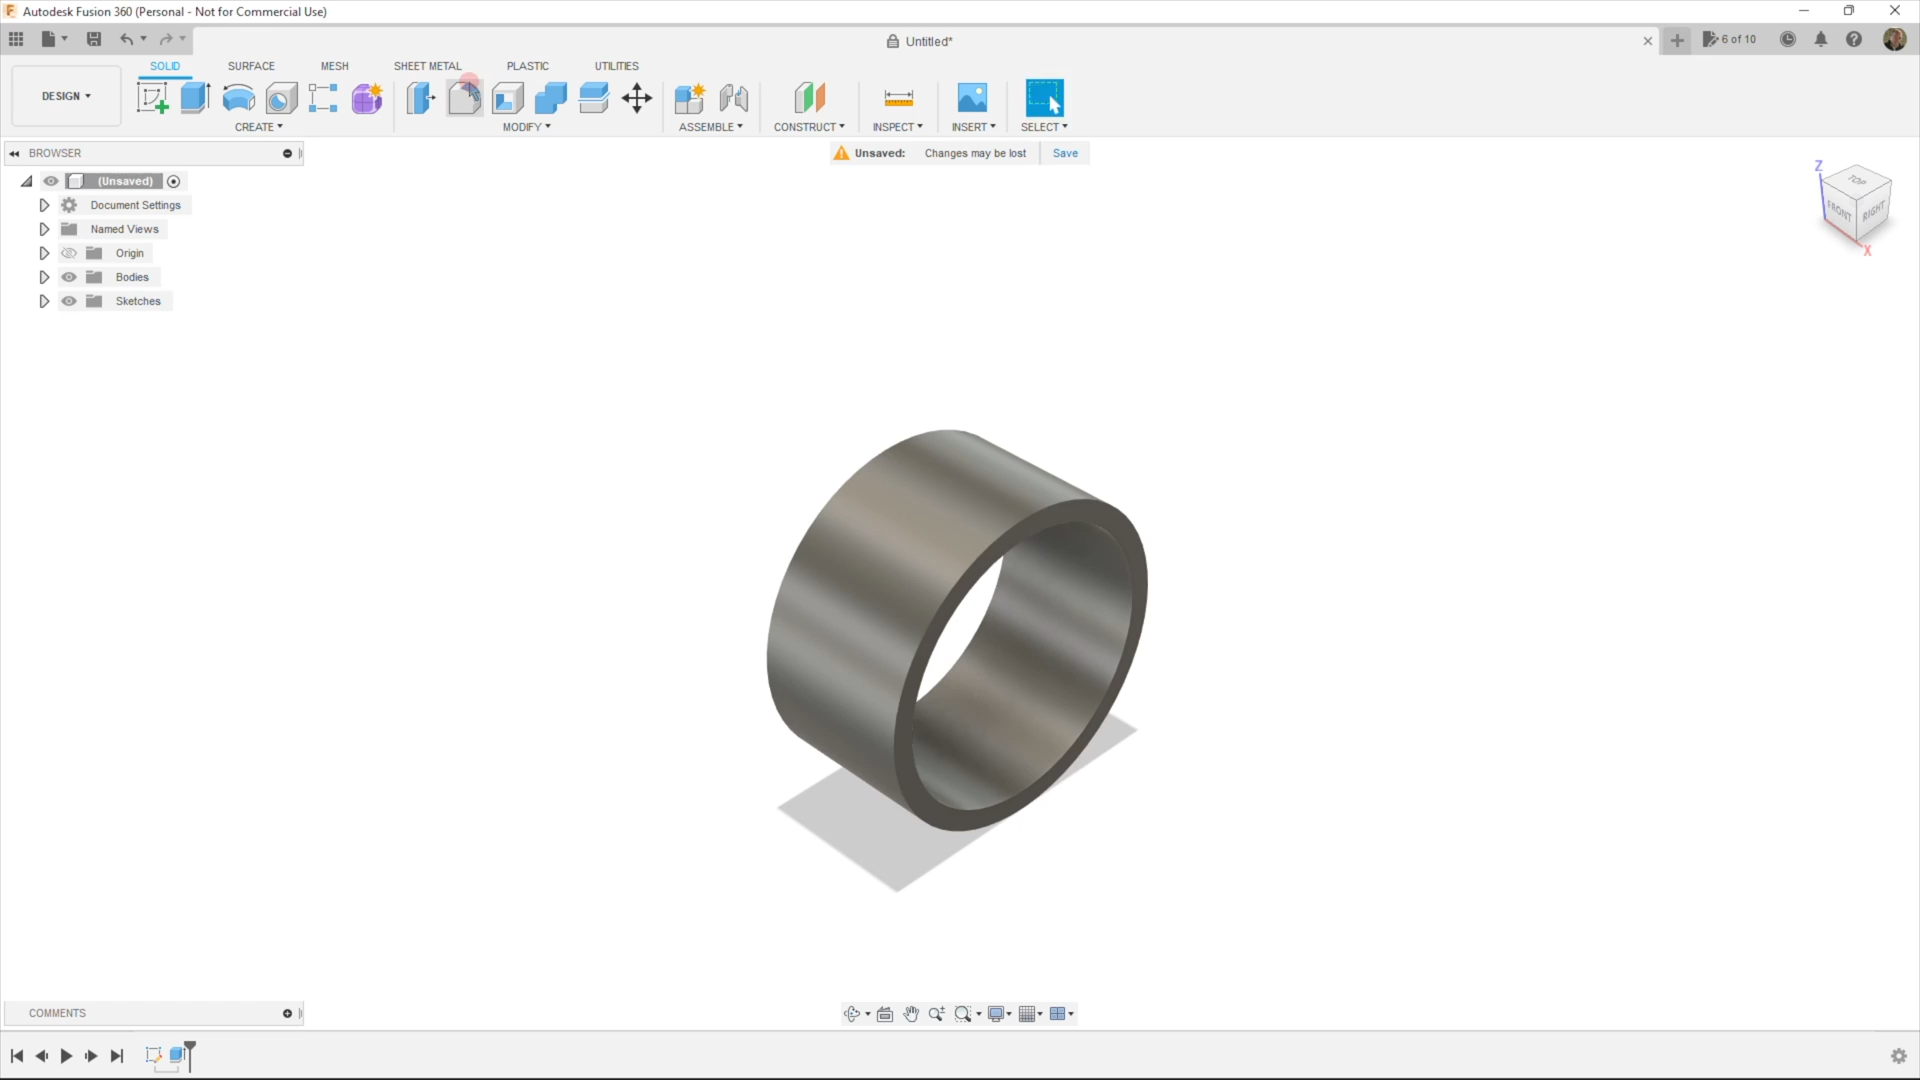 Autodesk Fusion 360 (Personal - Not for Commercial Use)
Untitled*
6 of 10
SOLID SURFACE MESH SHEET METAL PLASTIC UTILITIES
DESIGN
CREATE MODIFY ASSEMBLE CONSTRUCT INSPECT INSERT SELECT
BROWSER
Unsaved: Changes may be lost Save
(Unsaved)
Document Settings
Named Views
Origin
Bodies
Sketches
Z
TOP
FRONT
RIGHT
X
COMMENTS